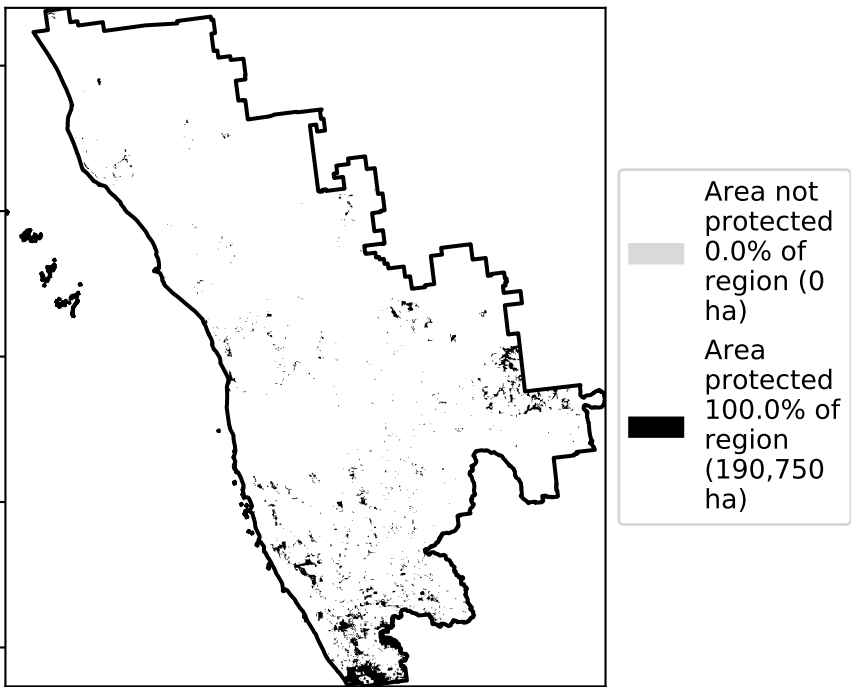 Area not
protected
0.0% of
region (0
ha)
Area
protected
100.0% of
region
(190,750
ha)